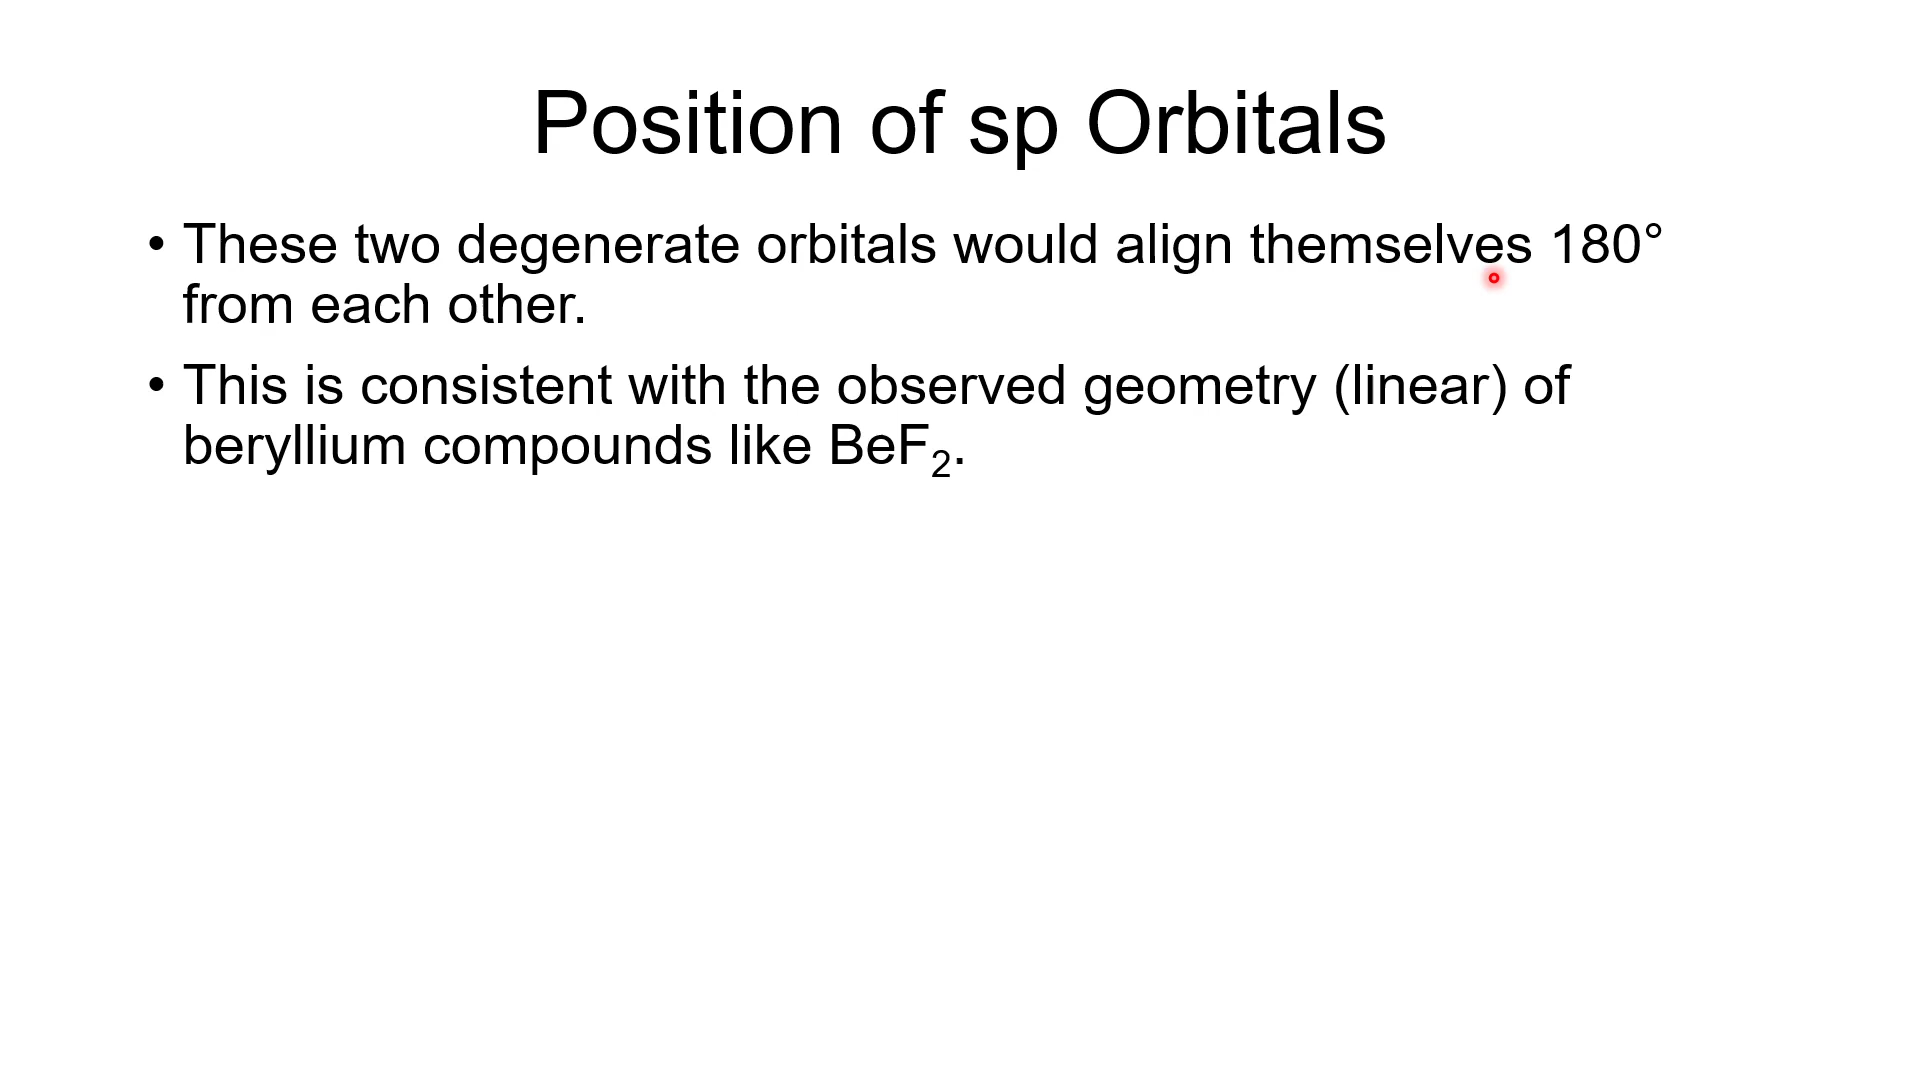 Position of sp Orbitals
• These two degenerate orbitals would align themselves 180°
from each other.
• This is consistent with the observed geometry (linear) of
beryllium compounds like BeF₂.